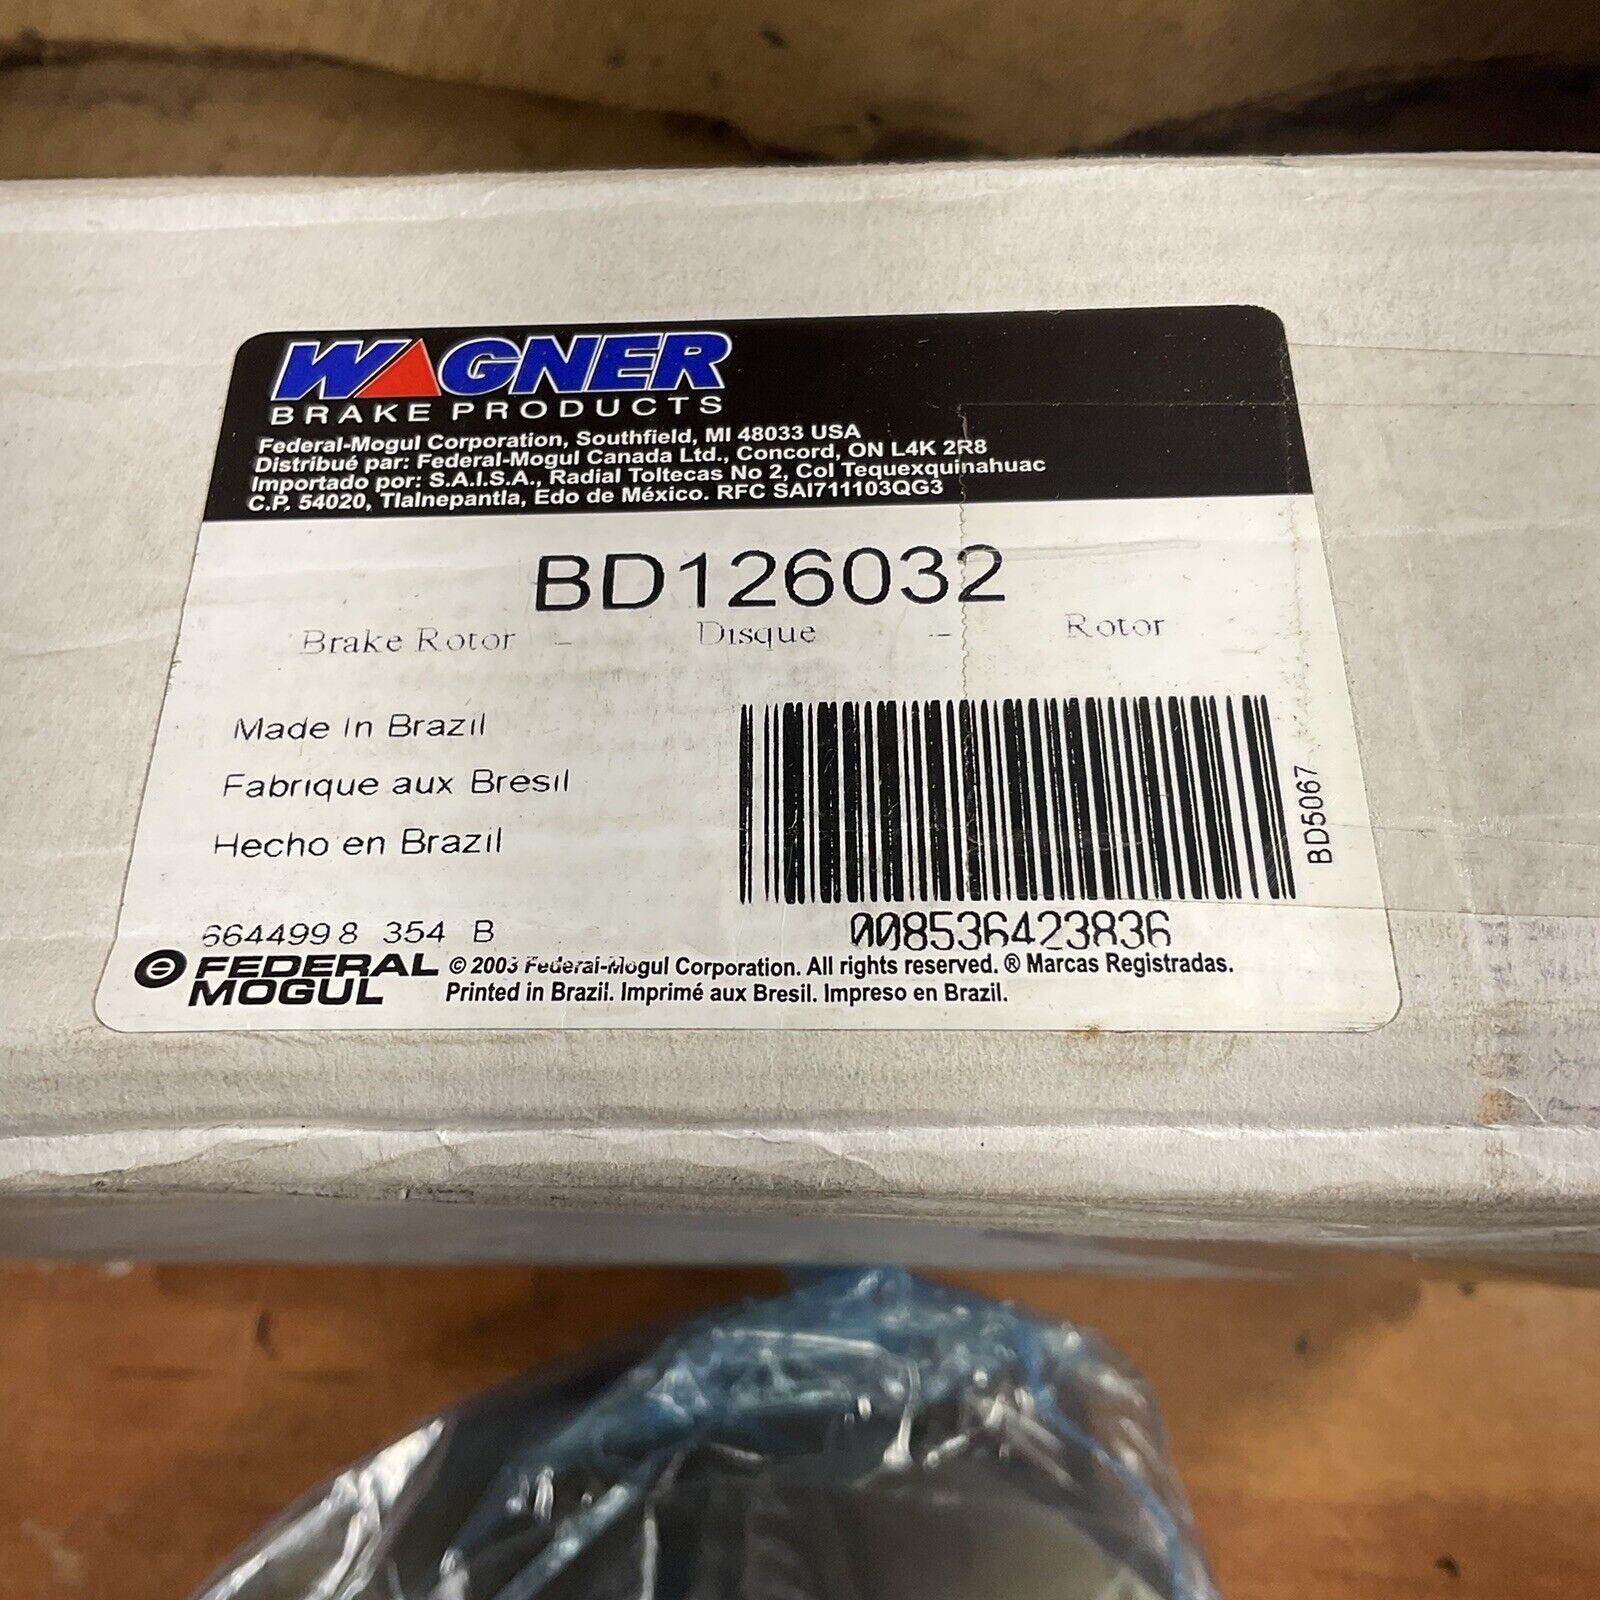 WAGNER
BRAKE PRODUCTS
Federal-Mogul Corporation, Southfield, MI 48033 USA
Distribué par: Federal-Mogul Canada Ltd., Concord, ON L4K 2R8
Importado por: S.A.I.S.A., Radial Toltecas No 2, Col Tequexquinahuac
C.P. 54020, Tlalnepantla, Edo de México. RFC SAI711103QG3
BD126032
Brake Rotor - Disque - Rotor
Made in Brazil
Fabrique aux Bresil
Hecho en Brazil
BD5067
6644998 354 B
008536423836
FEDERAL
MOGUL
© 2003 Federal-Mogul Corporation. All rights reserved. ® Marcas Registradas.
Printed in Brazil. Imprimé aux Bresil. Impreso en Brazil.